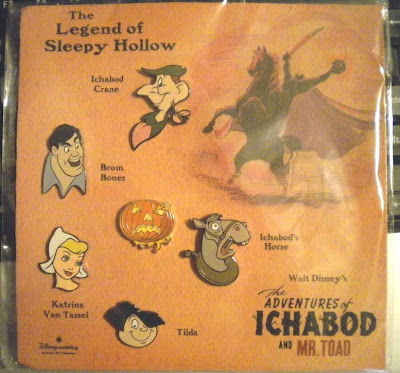 The
Legend of
Sleepy Hollow
Ichabod
Crane
Brom
Bones
Ichabod's
Horse
Katrina
Van Tassel
Tilda
Walt Disney's
The
ADVENTURES of
ICHABOD
AND MR. TOAD